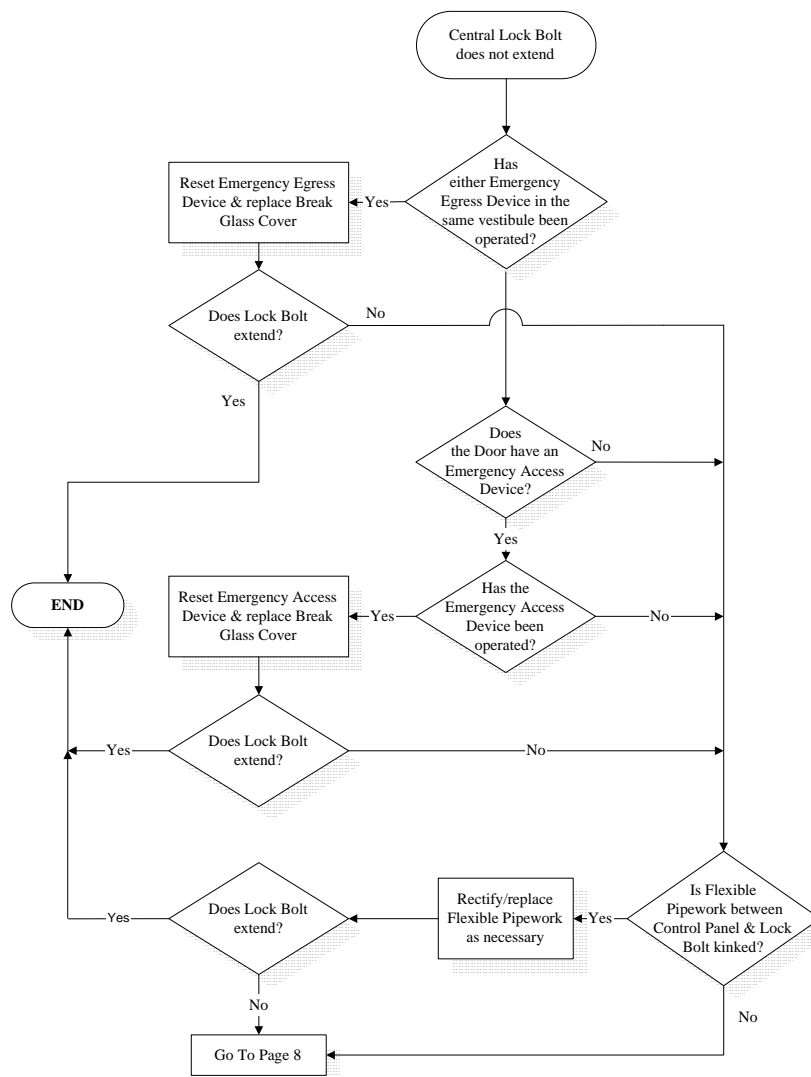 Central Lock Bolt
does not extend
Has
either Emergency
Egress Device in the
same vestibule been
operated?
Yes
Reset Emergency Egress
Device & replace Break
Glass Cover
Does Lock Bolt
extend?
No
Yes
Does
the Door have an
Emergency Access
Device?
No
Yes
END
Reset Emergency Access
Device & replace Break
Glass Cover
Yes
Has the
Emergency Access
Device been
operated?
No
Yes
Does Lock Bolt
extend?
No
Yes
Does Lock Bolt
extend?
Rectify/replace
Flexible Pipework
as necessary
Yes
Is Flexible
Pipework between
Control Panel & Lock
Bolt kinked?
No
No
Go To Page 8